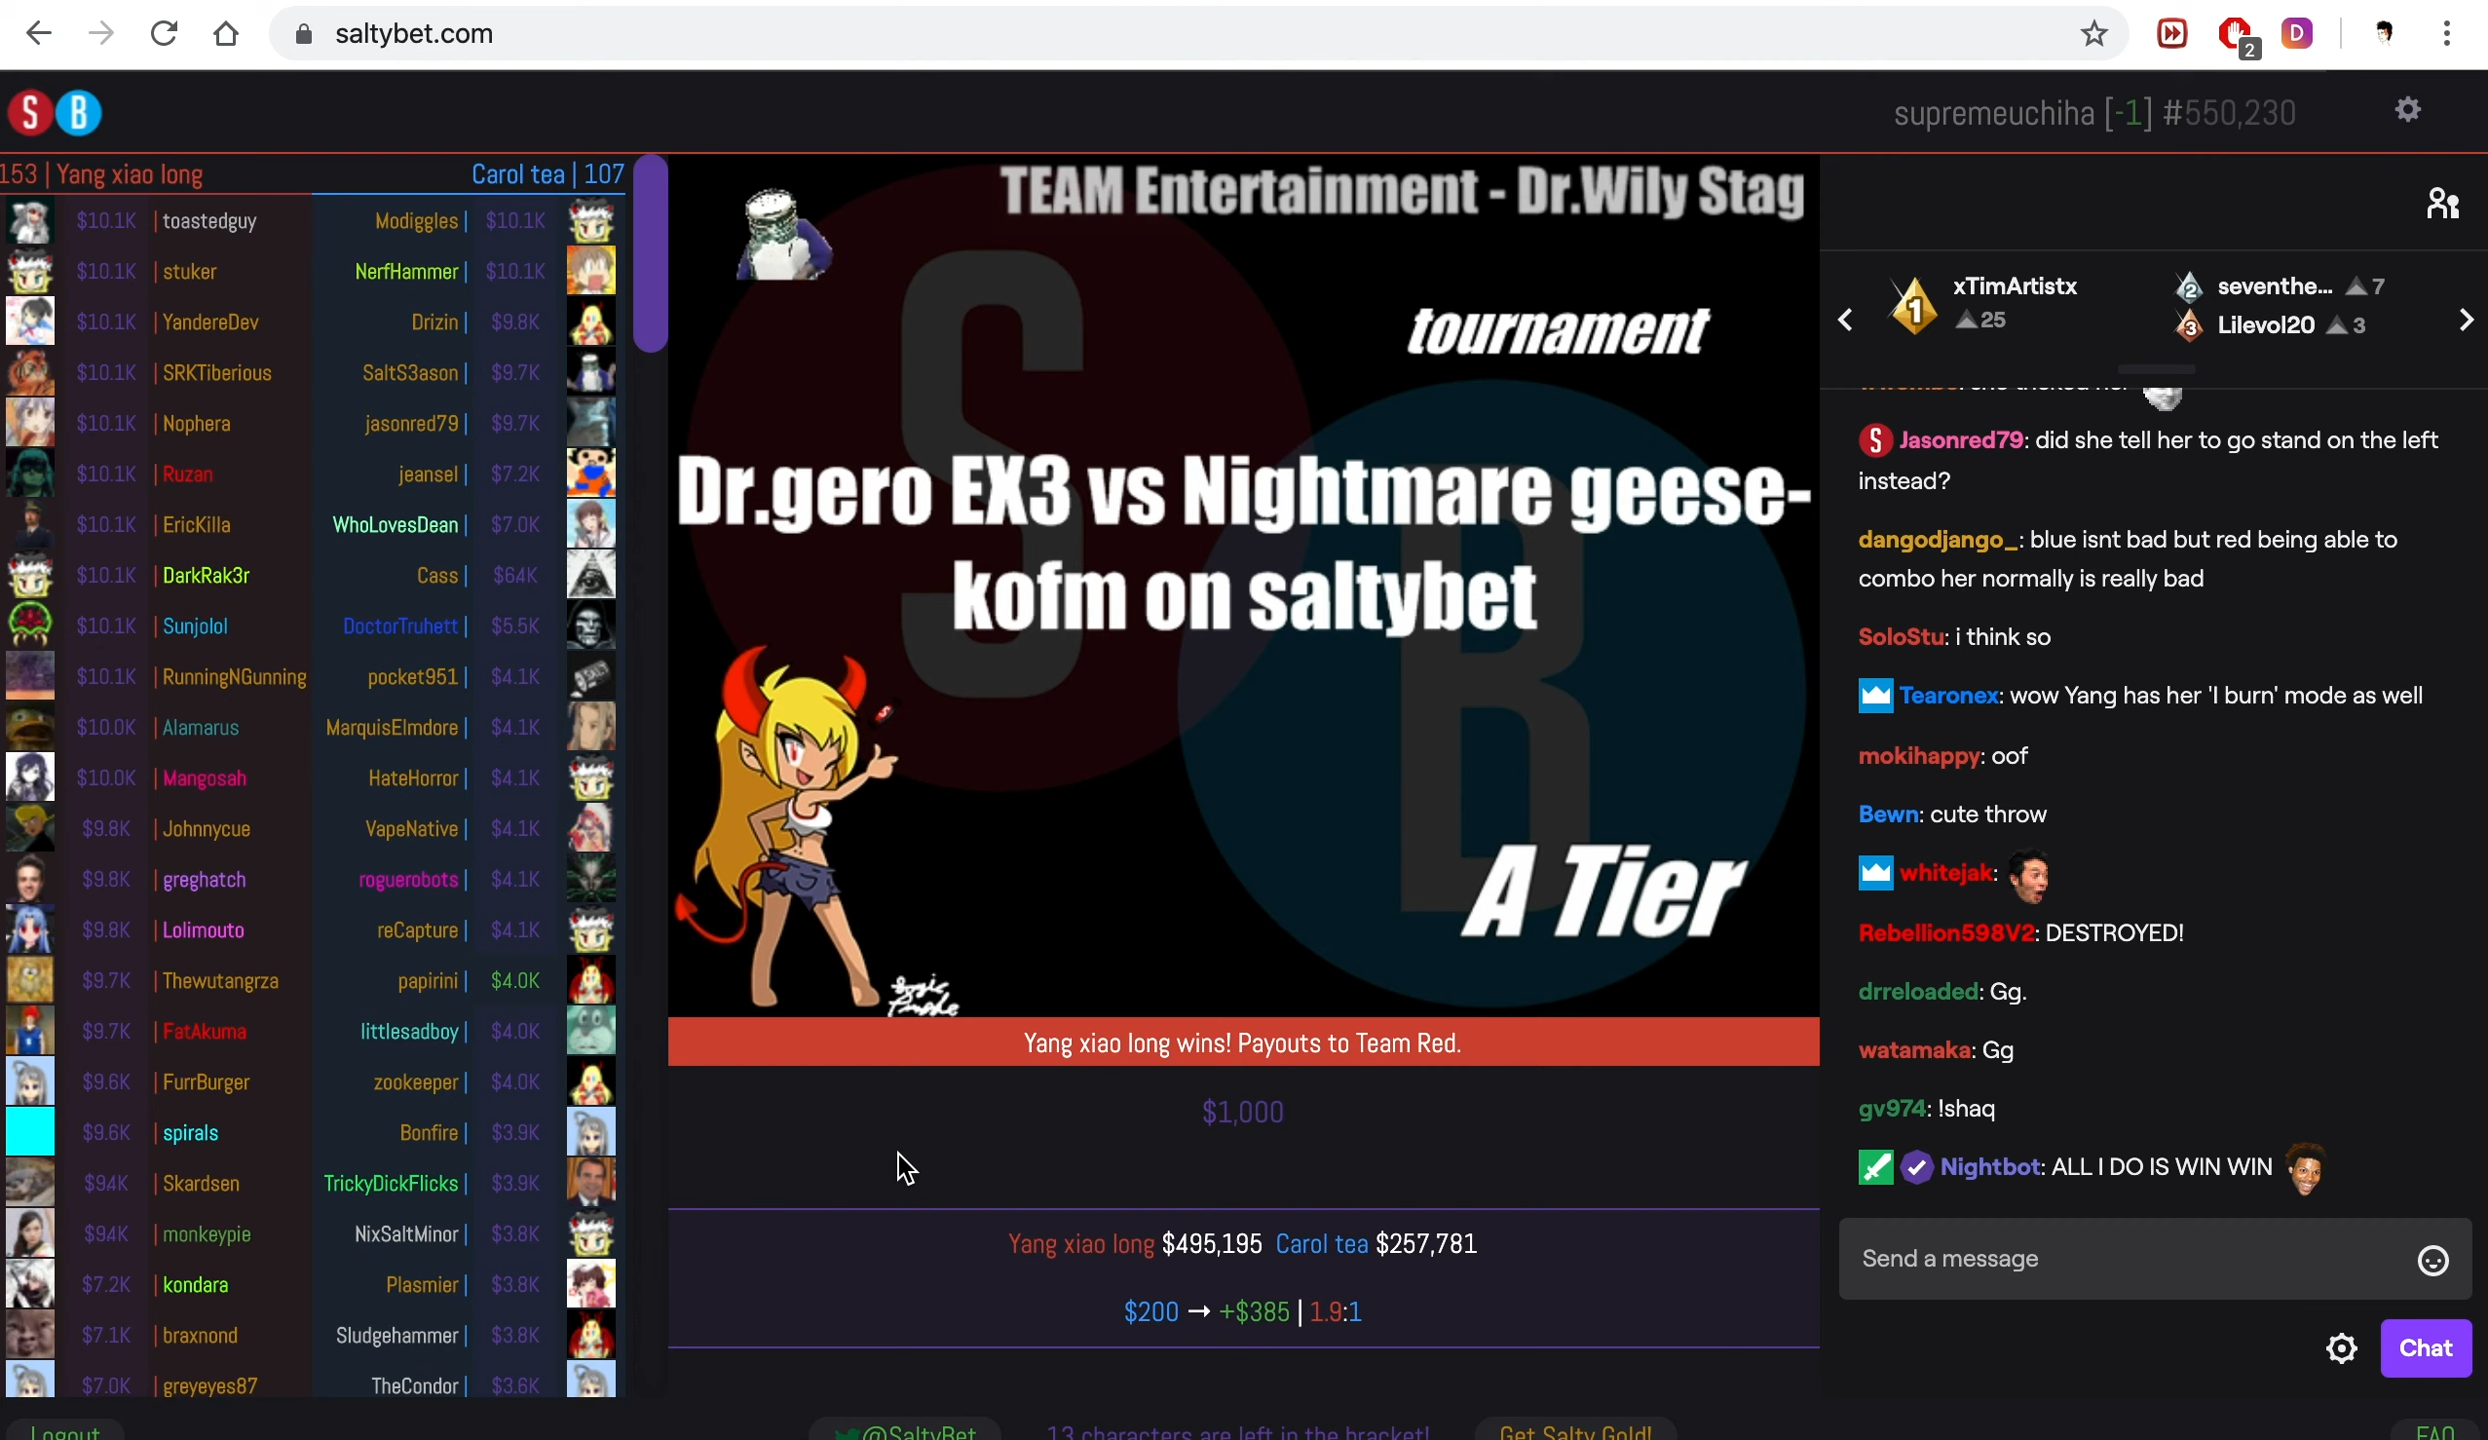 saltybet.com
2
D
S B
supremeuchiha [-1] #550,230
153 | Yang xiao long
Carol tea | 107
$10.1K | toastedguy
Modiggles | $10.1K
$10.1K | stuker
NerfHammer | $10.1K
$10.1K | YandereDev
Drizin | $9.8K
$10.1K | SRKTiberious
SaltS3ason | $9.7K
$10.1K | Nophera
jasonred79 | $9.7K
$10.1K | Ruzan
jeansel | $7.2K
$10.1K | EricKilla
WhoLovesDean | $7.0K
$10.1K | DarkRak3r
Cass | $64K
$10.1K | Sunjolol
DoctorTruhett | $5.5K
$10.1K | RunningNGunning
pocket951 | $4.1K
$10.0K | Alamarus
MarquisElmdore | $4.1K
$10.0K | Mangosah
HateHorror | $4.1K
$9.8K | Johnnycue
VapeNative | $4.1K
$9.8K | greghatch
roguerobots | $4.1K
$9.8K | Lolimouto
reCapture | $4.1K
$9.7K | Thewutangrza
papirini | $4.0K
$9.7K | FatAkuma
littlesadboy | $4.0K
$9.6K | FurrBurger
zookeeper | $4.0K
$9.6K | spirals
Bonfire | $3.9K
$94K | Skardsen
TrickyDickFlicks | $3.9K
$94K | monkeypie
NixSaltMinor | $3.8K
$7.2K | kondara
Plasmier | $3.8K
$7.1K | braxnond
Sludgehammer | $3.8K
$7.0K | greyeyes87
TheCondor | $3.6K
TEAM Entertainment - Dr.Wily Stag
tournament
Dr.gero EX3 vs Nightmare geese-
kofm on saltybet
A Tier
Yang xiao long wins! Payouts to Team Red.
$1,000
Yang xiao long $495,195 Carol tea $257,781
$200 → +$385 | 1.9:1
1 xTimArtistx
25
2 seventhe... 7
3 Lilevol20 3
Jasonred79: did she tell her to go stand on the left
instead?
dangodjango_: blue isnt bad but red being able to
combo her normally is really bad
SoloStu: i think so
Tearonex: wow Yang has her 'I burn' mode as well
mokihappy: oof
Bewn: cute throw
whitejak:
Rebellion598V2: DESTROYED!
drreloaded: Gg.
watamaka: Gg
gv974: !shaq
Nightbot: ALL I DO IS WIN WIN
Send a message
Chat
Logout
@SaltyBet
13 characters are left in the bracket!
Get Salty Gold!
FAQ